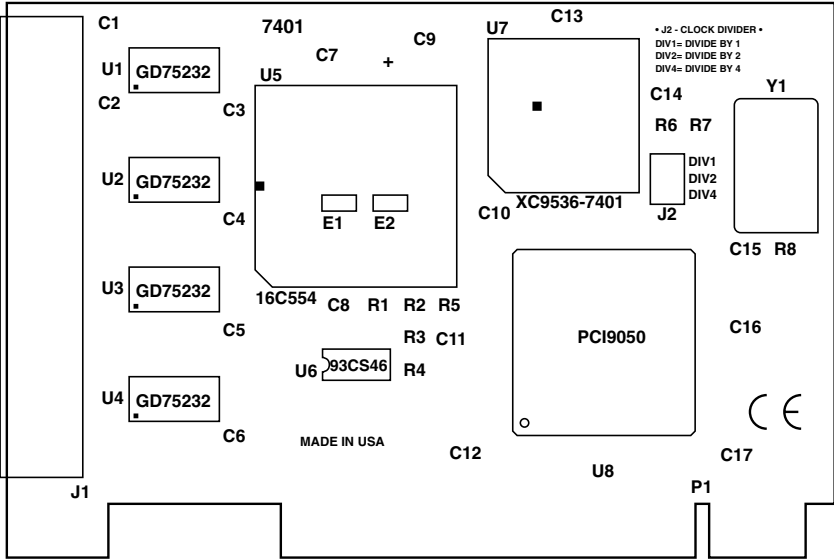 C1
7401
C7
C9
+
U7
C13
• J2 - CLOCK DIVIDER •
DIV1= DIVIDE BY 1
DIV2= DIVIDE BY 2
DIV4= DIVIDE BY 4
U1
GD75232
U5
C2
C3
C14
Y1
R6 R7
U2
GD75232
DIV1
DIV2
DIV4
J2
C4
E1
E2
C10
XC9536-7401
C15 R8
U3
GD75232
16C554
C8 R1 R2 R5
C5
R3 C11
PCI9050
C16
U6
93CS46
R4
U4
GD75232
C6
MADE IN USA
C12
CE
C17
U8
J1
P1